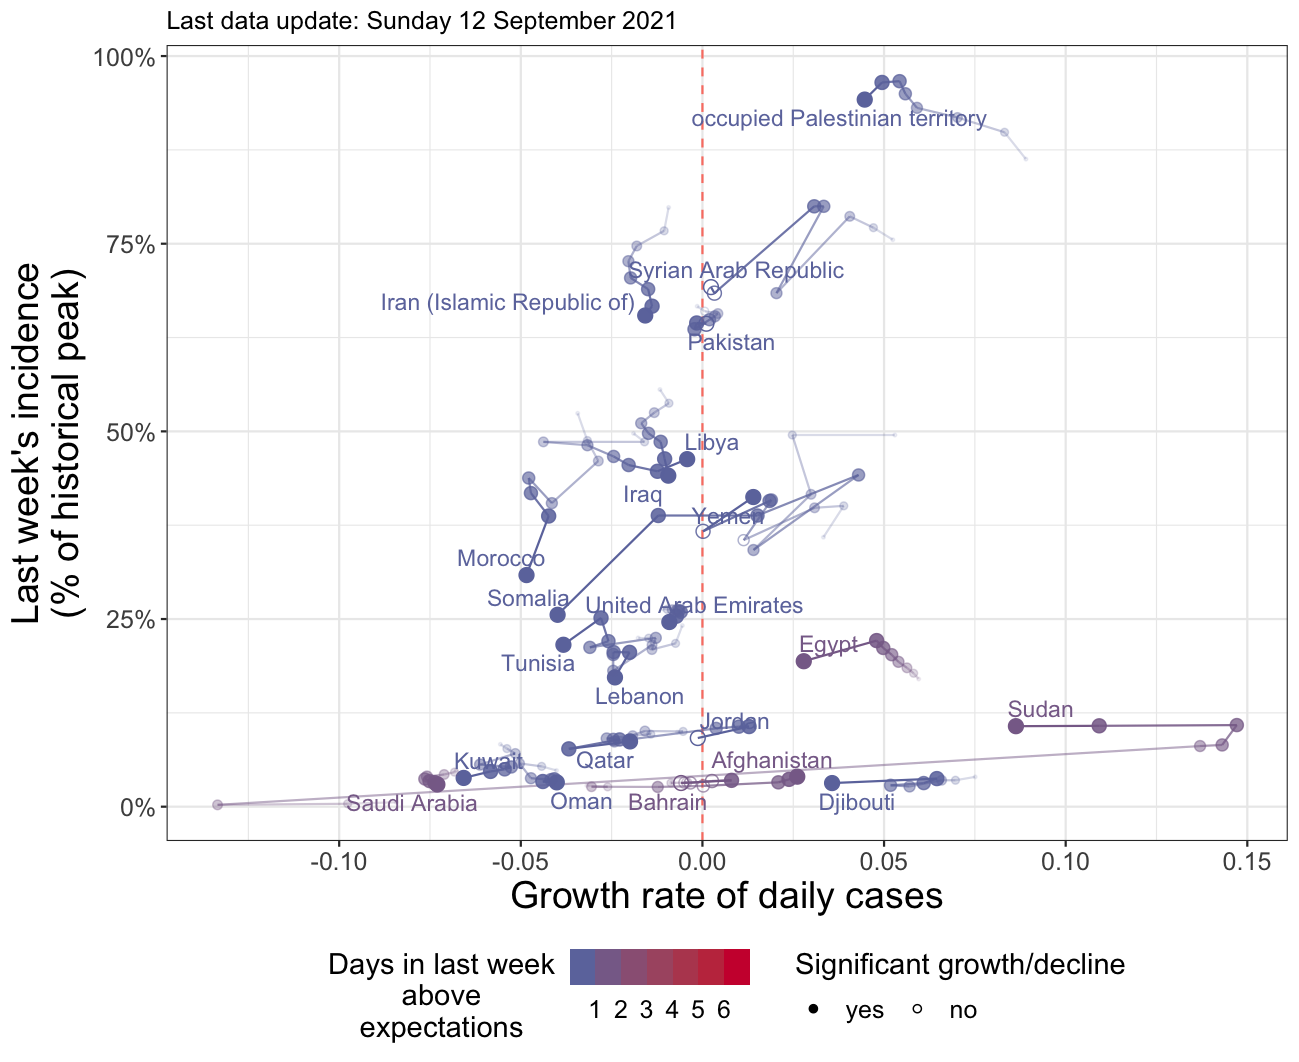 Last data update: Sunday 12 September 2021
100%
75%
50%
25%
0%
Last week's incidence
(% of historical peak)
occupied Palestinian territory
Syrian Arab Republic
Iran (Islamic Republic of)
Pakistan
Libya
Iraq
Yemen
Morocco
Somalia
United Arab Emirates
Egypt
Tunisia
Lebanon
Sudan
Jordan
Kuwait
Qatar
Afghanistan
Saudi Arabia
Oman
Bahrain
Djibouti
-0.10 -0.05 0.00 0.05 0.10 0.15
Growth rate of daily cases
Days in last week
above
expectations
1 2 3 4 5 6
Significant growth/decline
yes no